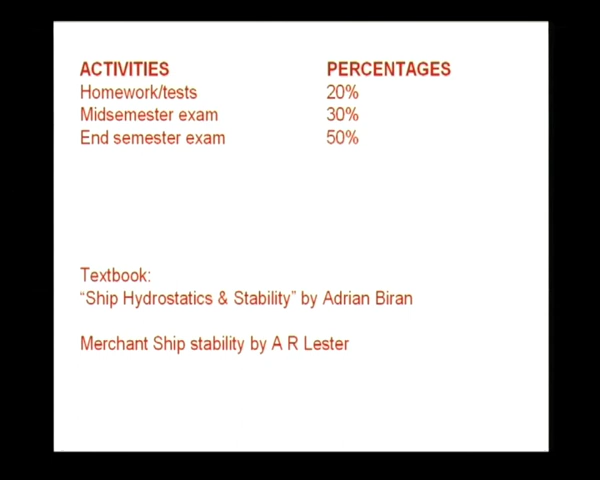 ACTIVITIES PERCENTAGES
Homework/tests 20%
Midsemester exam 30%
End semester exam 50%
Textbook:
“Ship Hydrostatics & Stability” by Adrian Biran
Merchant Ship stability by A R Lester